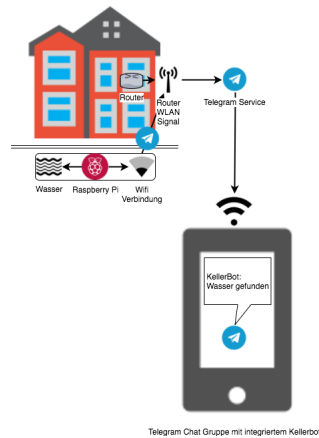 Router
Router
WLAN
Signal
Telegram Service
Wasser
Raspberry Pi
Wifi
Verbindung
KellerBot:
Wasser gefunden
Telegram Chat Gruppe mit integriertem Kellerbot